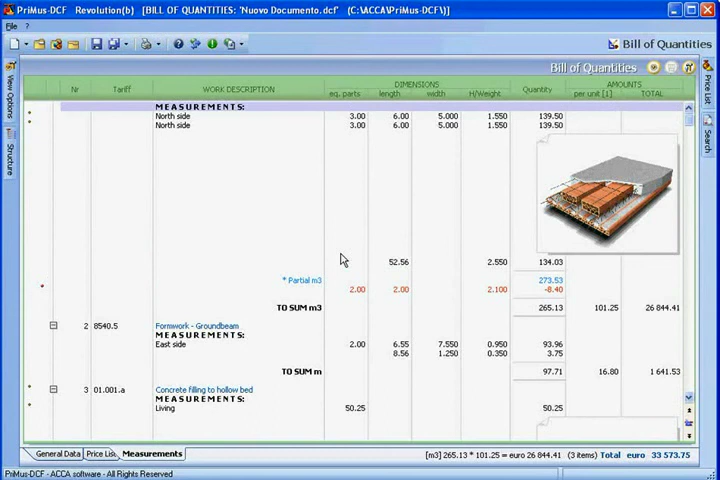 PriMus-DCF Revolution(b) [BILL OF QUANTITIES: 'Nuovo Documento.dcf' (C:\ACCA\PriMus-DCF\)]
File ?
Bill of Quantities
Bill of Quantities
View Options
Structure
Price List
Search
DIMENSIONS AMOUNTS
Nr Tariff WORK DESCRIPTION eq. parts length width H/Weight Quantity per unit [1] TOTAL
MEASUREMENTS:
North side 3.00 6.00 5.000 1.550 139.50
North side 3.00 6.00 5.000 1.550 139.50
52.56 2.550 134.03
* Partial m3 273.53
2.00 2.00 2.100 -8.40
TO SUM m3 265.13 101.25 26 844.41
2 8540.5 Formwork - Groundbeam
MEASUREMENTS:
East side 2.00 6.55 7.550 0.950 93.96
8.56 1.250 0.350 3.75
TO SUM m 97.71 16.80 1 641.53
3 01.001.a Concrete filling to hollow bed
MEASUREMENTS:
Living 50.25 50.25
General Data Price List Measurements [m3] 265.13 * 101.25 = euro 26 844.41 (3 items) Total euro 33 573.75
PriMus-DCF - ACCA software - All Rights Reserved